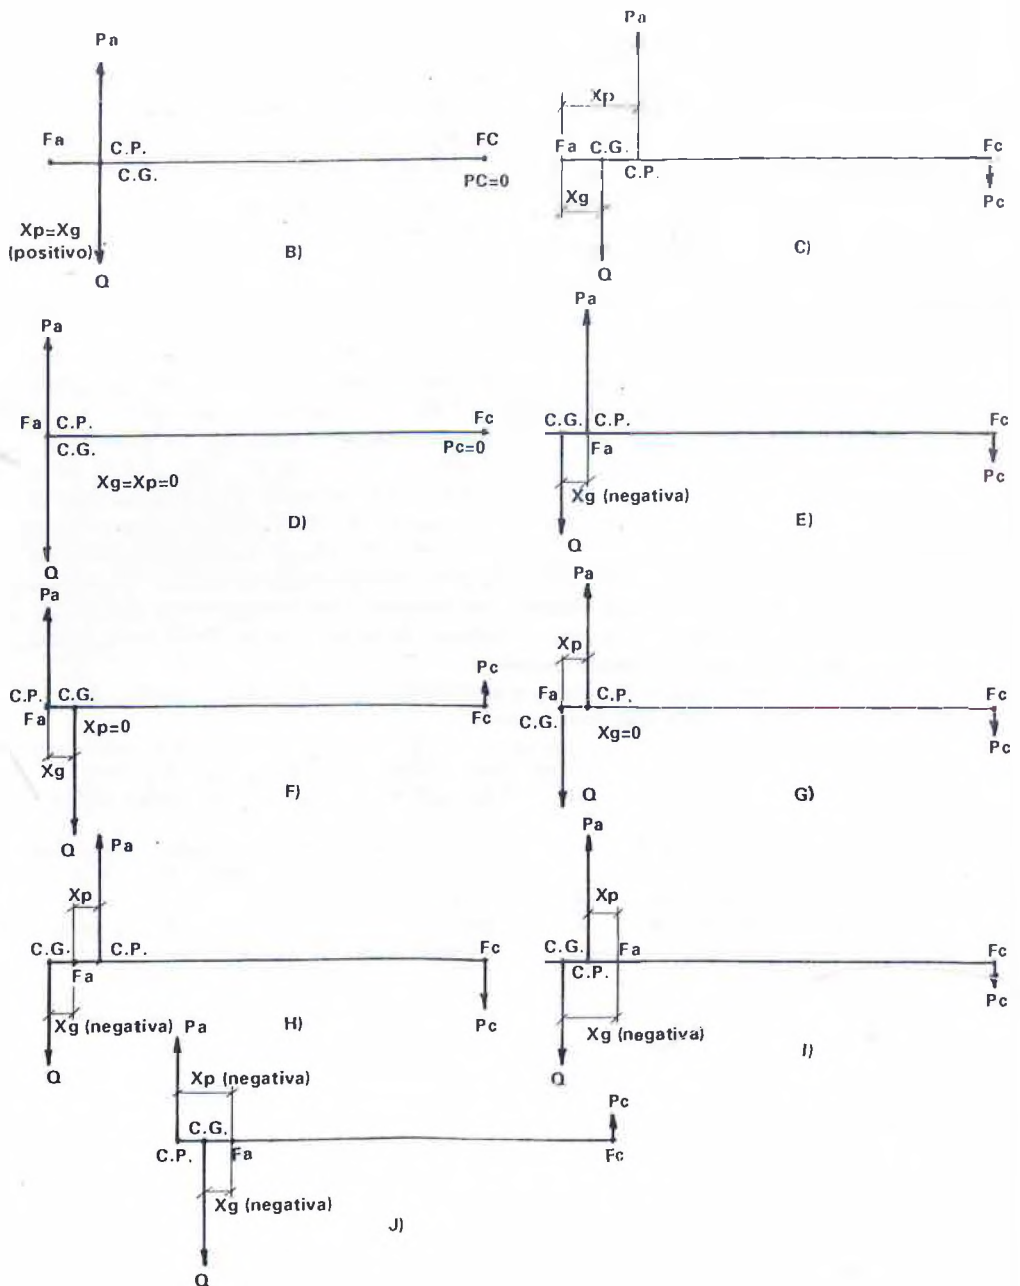 Pa
Fa
C.P.
C.G.
FC
PC=0
Xp=Xg
(positivo)
Q
B)
Pa
Xp
Fa C.G.
C.P.
Fc
Xg
Pc
Q
C)
Pa
Fa C.P.
C.G.
Fc
Pc=0
Xg=Xp=0
Q
D)
Pa
C.G. C.P.
Fa
Fc
Pc
Xg (negativa)
Q
E)
Pa
C.P. C.G.
Fa
Xp=0
Pc
Fc
Xg
Q
F)
Pa
Xp
Fa C.P.
C.G.
Xg=0
Fc
Pc
Q
G)
Pa
Xp
C.G. C.P.
Fa
Fc
Pc
Xg (negativa)
Q
H)
Pa
Xp
C.G. Fa
C.P.
Fc
Pc
Xg (negativa)
Q
I)
Pa
Xp (negativa)
C.G.
C.P. Fa
Pc
Fc
Xg (negativa)
Q
J)